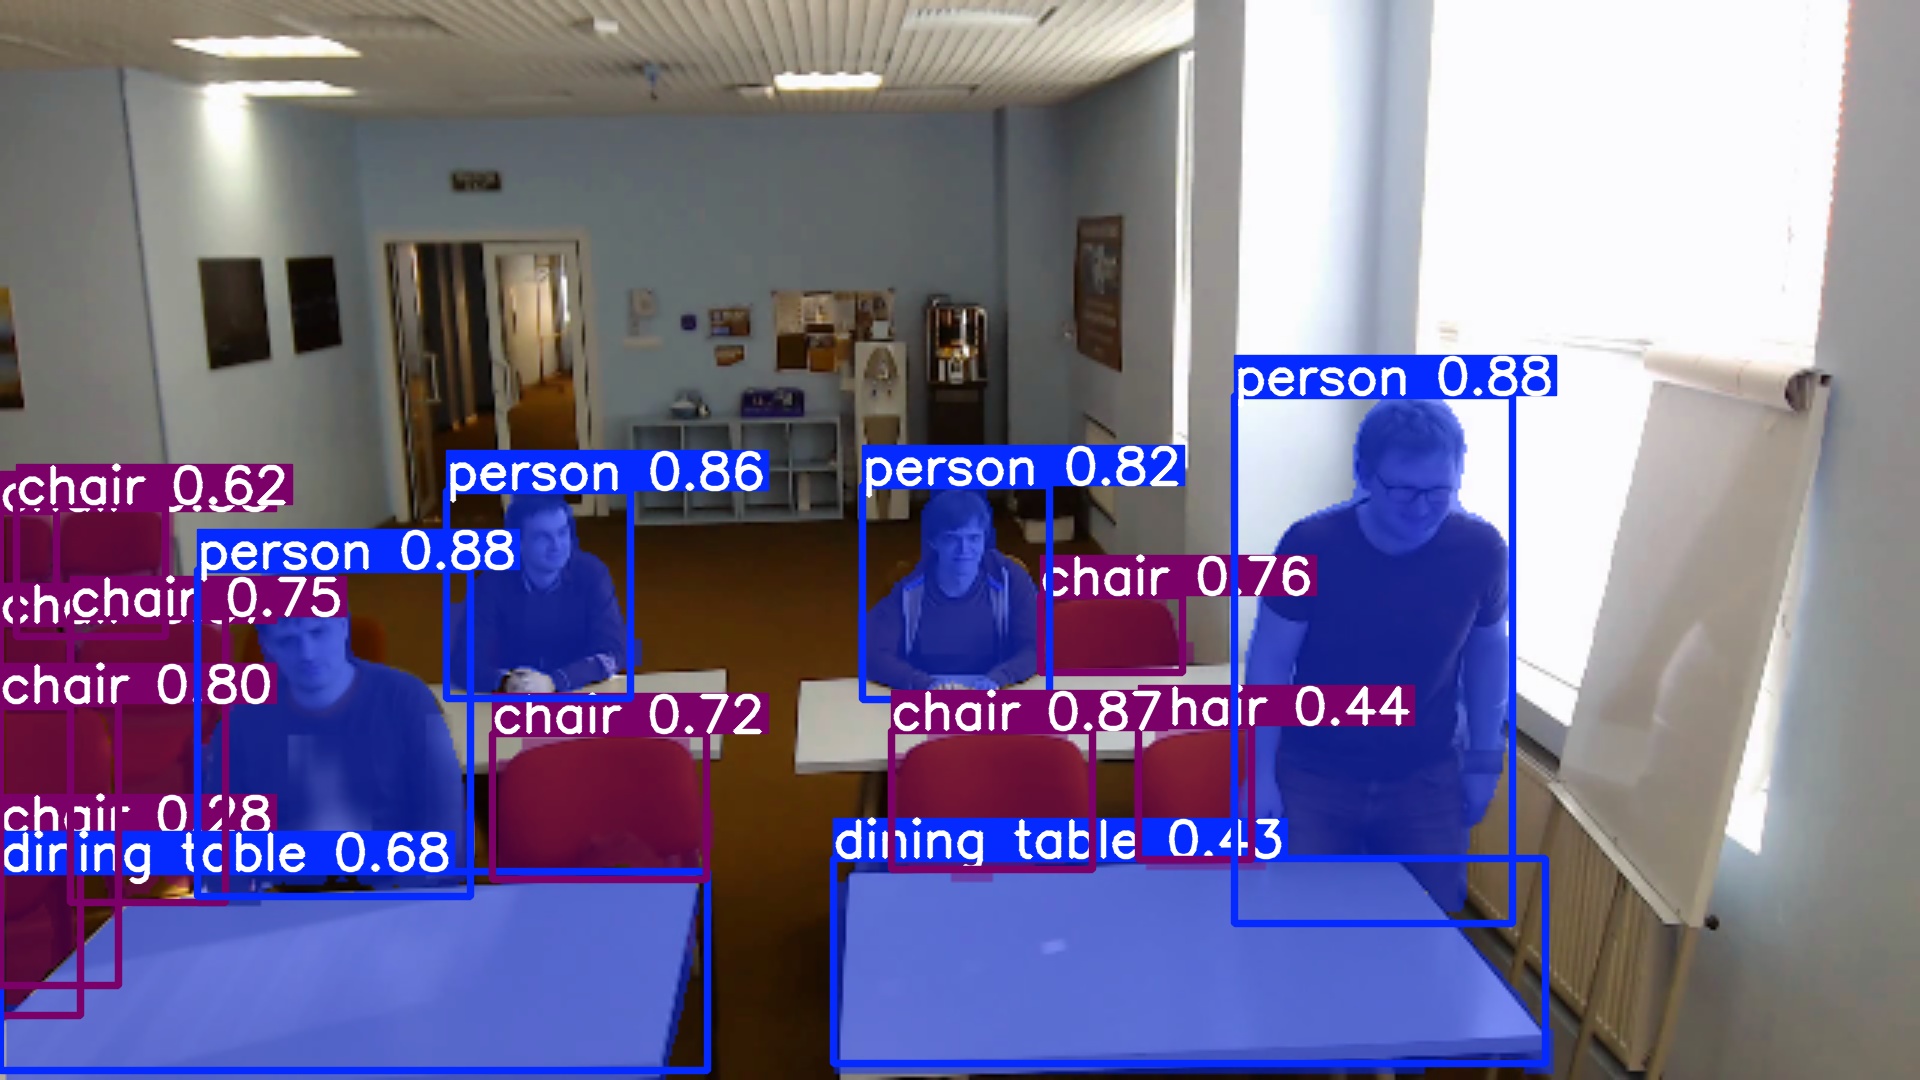 person 0.88
person 0.86
person 0.82
chair 0.62
person 0.88
chair 0.76
chair 0.75
chair 0.80
chair 0.72
chair 0.87
hair 0.44
chair 0.28
dining table 0.68
dining table 0.43